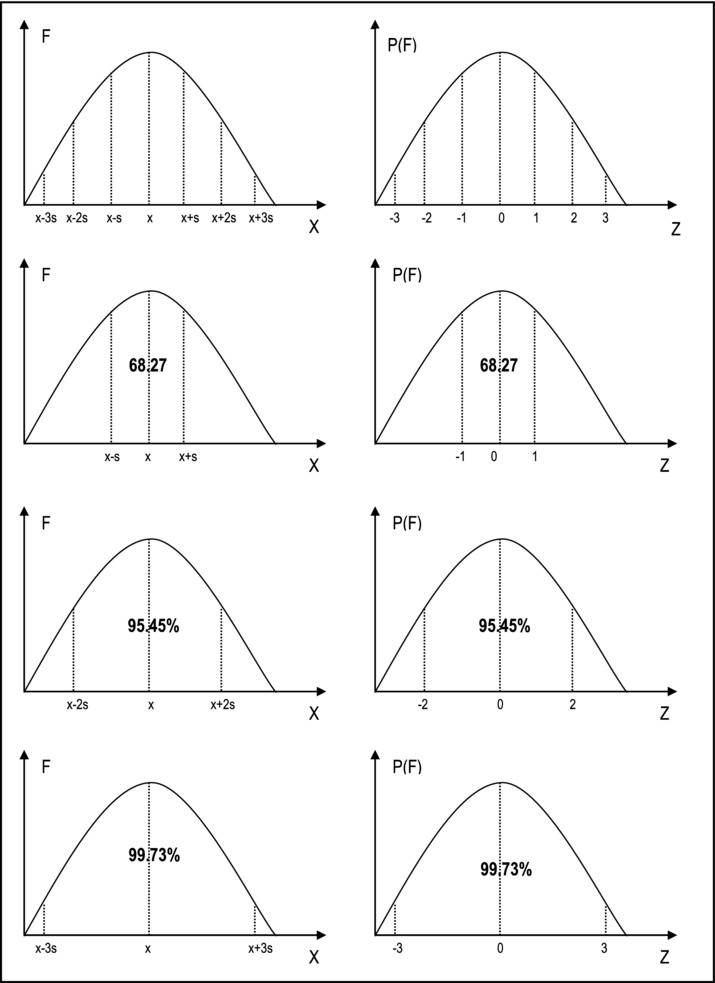 F
P(F)
x-3s x-2s x-s x x+s x+2s x+3s
X
-3 -2 -1 0 1 2 3
Z
F
P(F)
68.27
68.27
x-s x x+s
X
-1 0 1
Z
F
P(F)
95.45%
95.45%
x-2s x x+2s
X
-2 0 2
Z
F
P(F)
99.73%
99.73%
x-3s x x+3s
X
-3 0 3
Z